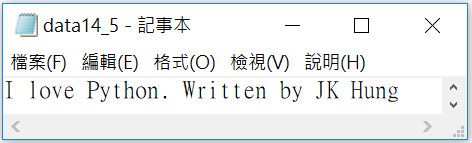 data14_5 - 記事本
檔案(F) 編輯(E) 格式(O) 檢視(V) 說明(H)
I love Python. Written by JK Hung